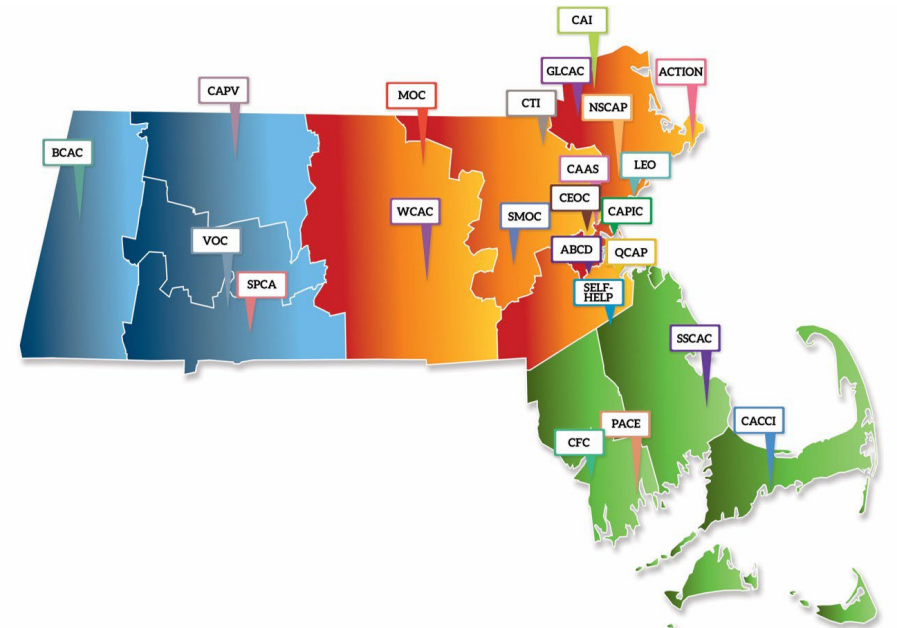 CAI
GLCAC
ACTION
CAPV
MOC
CTI
NSCAP
BCAC
CAAS
LEO
CEOC
WCAC
SMOC
CAPIC
VOC
ABCD
QCAP
SPCA
SELF-
HELP
SSCAC
PACE
CACCI
CFC